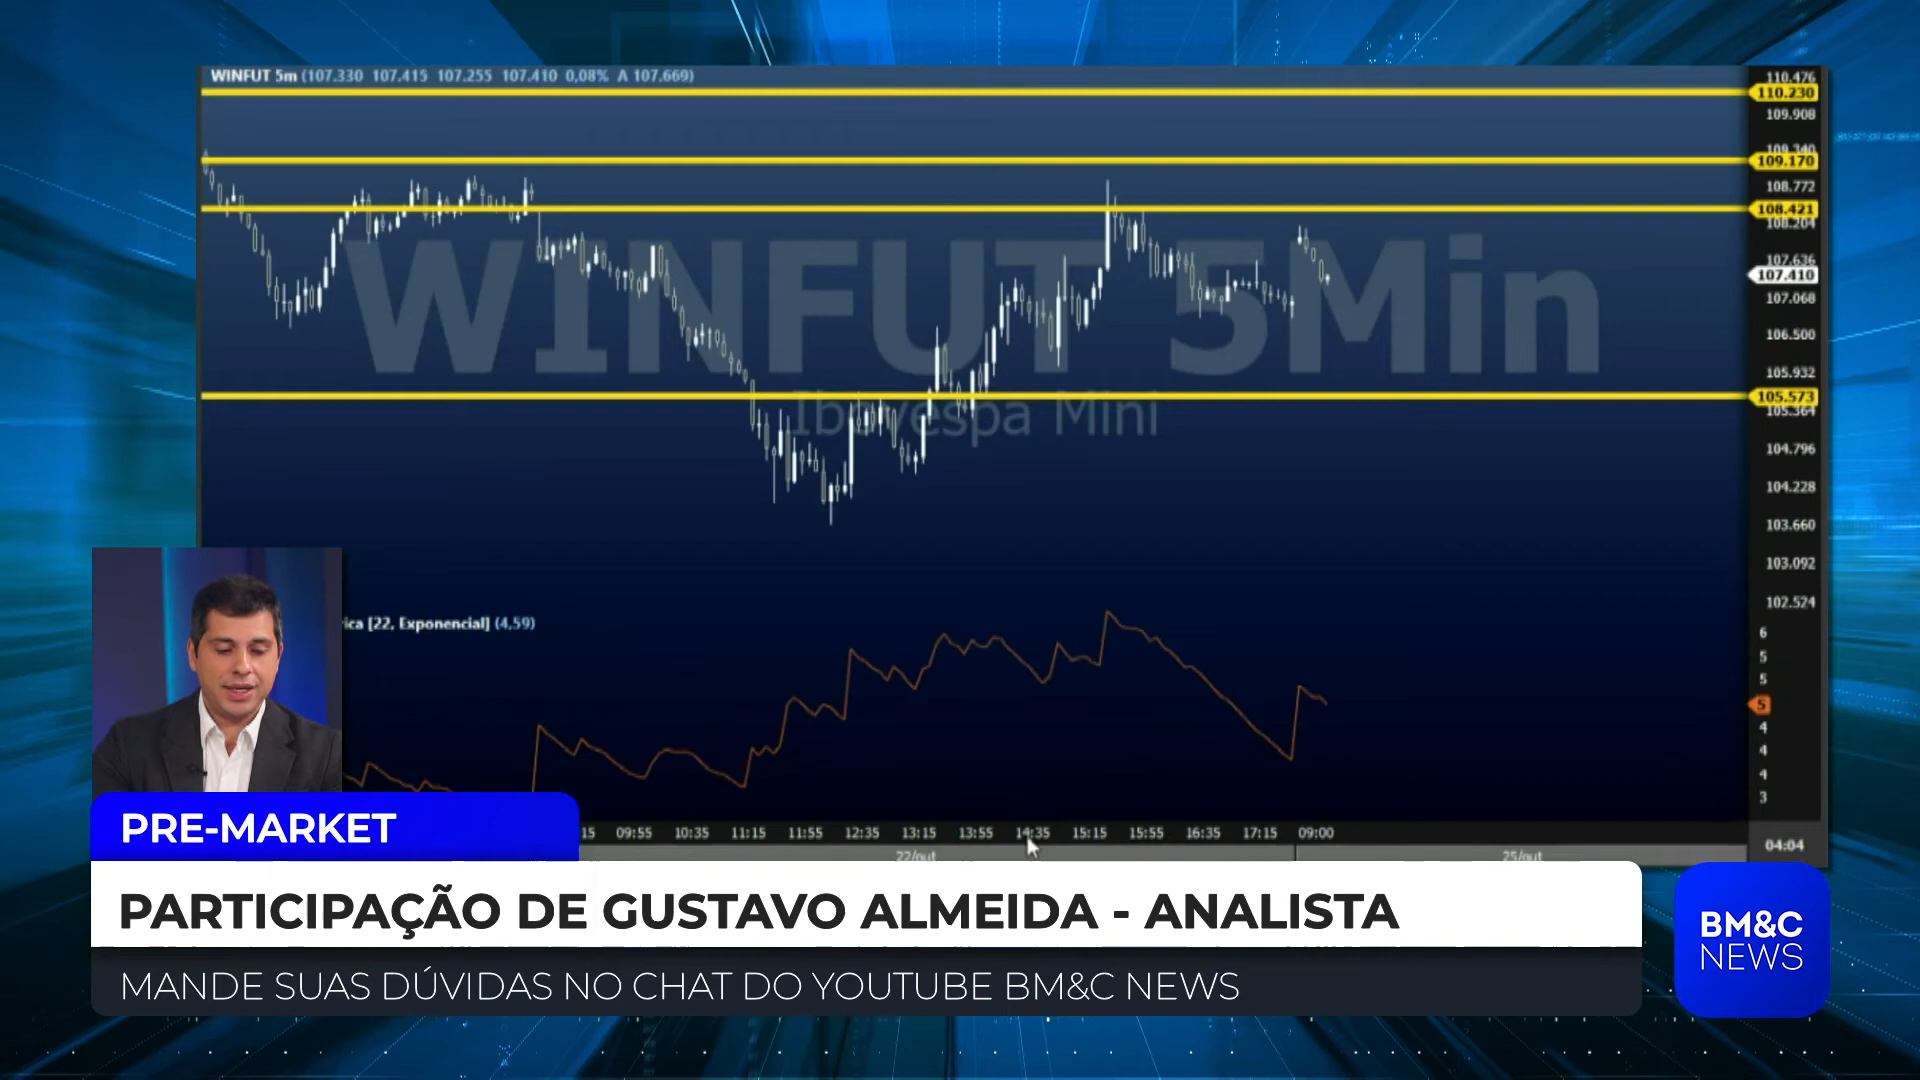 WINFUT 5m (107.330 107.415 107.255 107.410 0,08% A 107.669)
110.476
110.230
109.908
109.340
109.170
108.772
108.421
108.204
WINFUT 5Min
107.636
107.410
107.068
106.500
105.932
105.573
105.364
Ibovespa Mini
104.796
104.228
103.660
103.092
102.524
ica [22, Exponencial] (4,59)
6
5
5
5
4
4
4
3
15 09:55 10:35 11:15 11:55 12:35 13:15 13:55 14:35 15:15 15:55 16:35 17:15 09:00
22/out 25/out
04:04
PRE-MARKET
PARTICIPAÇÃO DE GUSTAVO ALMEIDA - ANALISTA
MANDE SUAS DÚVIDAS NO CHAT DO YOUTUBE BM&C NEWS
BM&C
NEWS